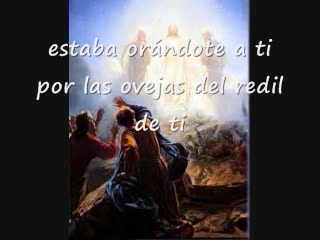 estaba orándote a ti
por las ovejas del redil
de ti